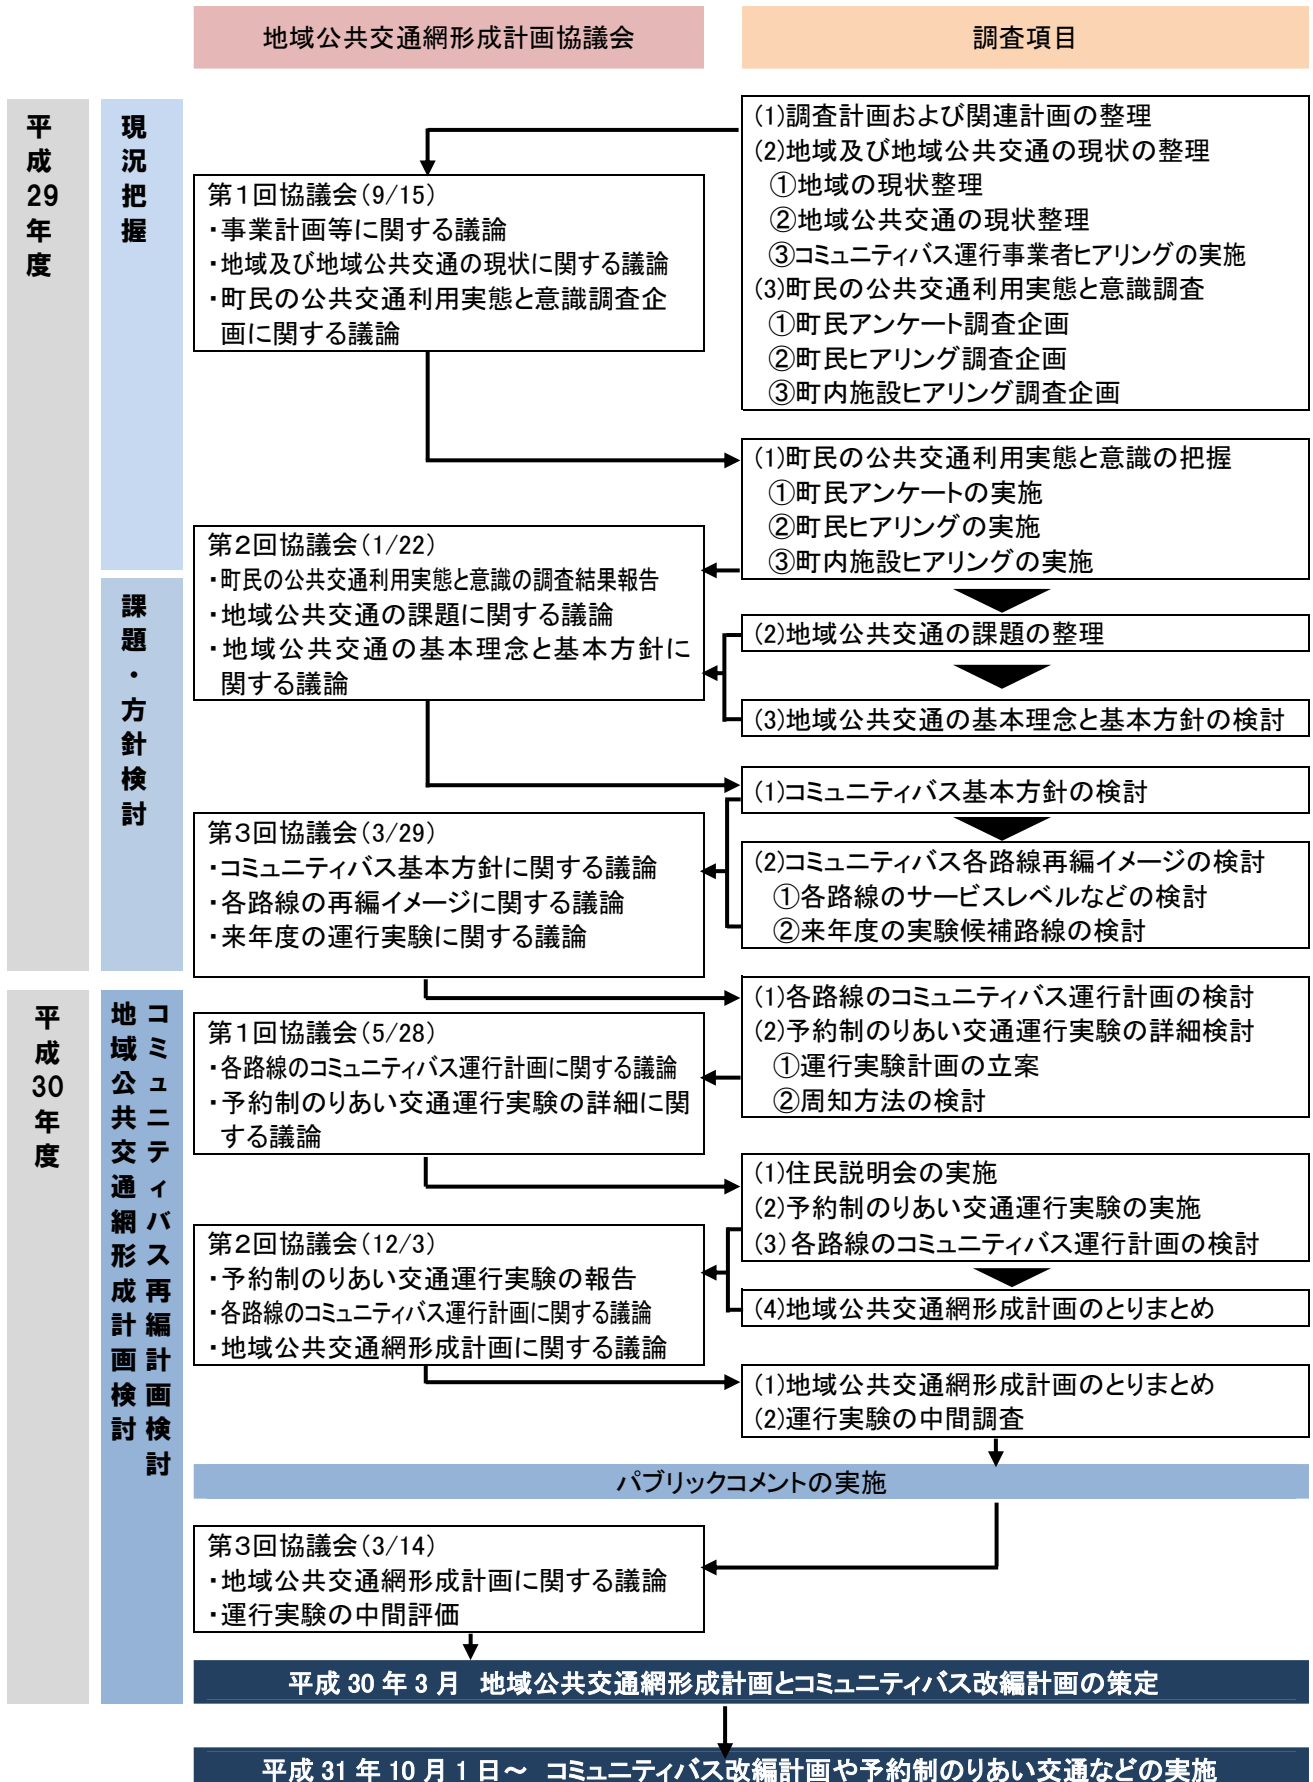 地域公共交通網形成計画協議会
調査項目
平成29年度
現況把握
(1)調査計画および関連計画の整理
(2)地域及び地域公共交通の現状の整理
①地域の現状整理
②地域公共交通の現状整理
③コミュニティバス運行事業者ヒアリングの実施
(3)町民の公共交通利用実態と意識調査
①町民アンケート調査企画
②町民ヒアリング調査企画
③町内施設ヒアリング調査企画
第1回協議会(9/15)
・事業計画等に関する議論
・地域及び地域公共交通の現状に関する議論
・町民の公共交通利用実態と意識調査企
画に関する議論
(1)町民の公共交通利用実態と意識の把握
①町民アンケートの実施
②町民ヒアリングの実施
③町内施設ヒアリングの実施
第2回協議会(1/22)
・町民の公共交通利用実態と意識の調査結果報告
・地域公共交通の課題に関する議論
・地域公共交通の基本理念と基本方針に
関する議論
課題・方針検討
(2)地域公共交通の課題の整理
(3)地域公共交通の基本理念と基本方針の検討
(1)コミュニティバス基本方針の検討
第3回協議会(3/29)
・コミュニティバス基本方針に関する議論
・各路線の再編イメージに関する議論
・来年度の運行実験に関する議論
(2)コミュニティバス各路線再編イメージの検討
①各路線のサービスレベルなどの検討
②来年度の実験候補路線の検討
平成30年度
コミュニティバス再編計画検討
地域公共交通網形成計画検討
(1)各路線のコミュニティバス運行計画の検討
(2)予約制のりあい交通運行実験の詳細検討
①運行実験計画の立案
②周知方法の検討
第1回協議会(5/28)
・各路線のコミュニティバス運行計画に関する議論
・予約制のりあい交通運行実験の詳細に関
する議論
(1)住民説明会の実施
(2)予約制のりあい交通運行実験の実施
(3)各路線のコミュニティバス運行計画の検討
第2回協議会(12/3)
・予約制のりあい交通運行実験の報告
・各路線のコミュニティバス運行計画に関する議論
・地域公共交通網形成計画に関する議論
(4)地域公共交通網形成計画のとりまとめ
(1)地域公共交通網形成計画のとりまとめ
(2)運行実験の中間調査
パブリックコメントの実施
第3回協議会(3/14)
・地域公共交通網形成計画に関する議論
・運行実験の中間評価
平成 30 年 3 月 地域公共交通網形成計画とコミュニティバス改編計画の策定
平成 31 年 10 月 1 日～ コミュニティバス改編計画や予約制のりあい交通などの実施